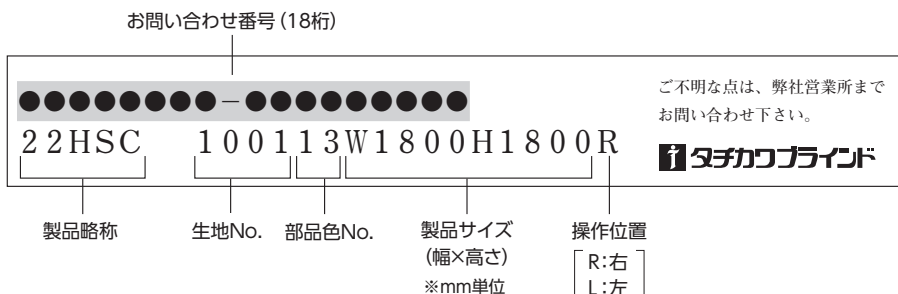 お問い合わせ番号(18桁)
●●●●●●●●-●●●●●●●●●
22HSC 100113W1800H1800R
ご不明な点は、弊社営業所まで
お問い合わせ下さい。
タチカワブラインド
製品略称 生地No. 部品色No. 製品サイズ 操作位置
(幅×高さ) R:右
※mm単位 L:左